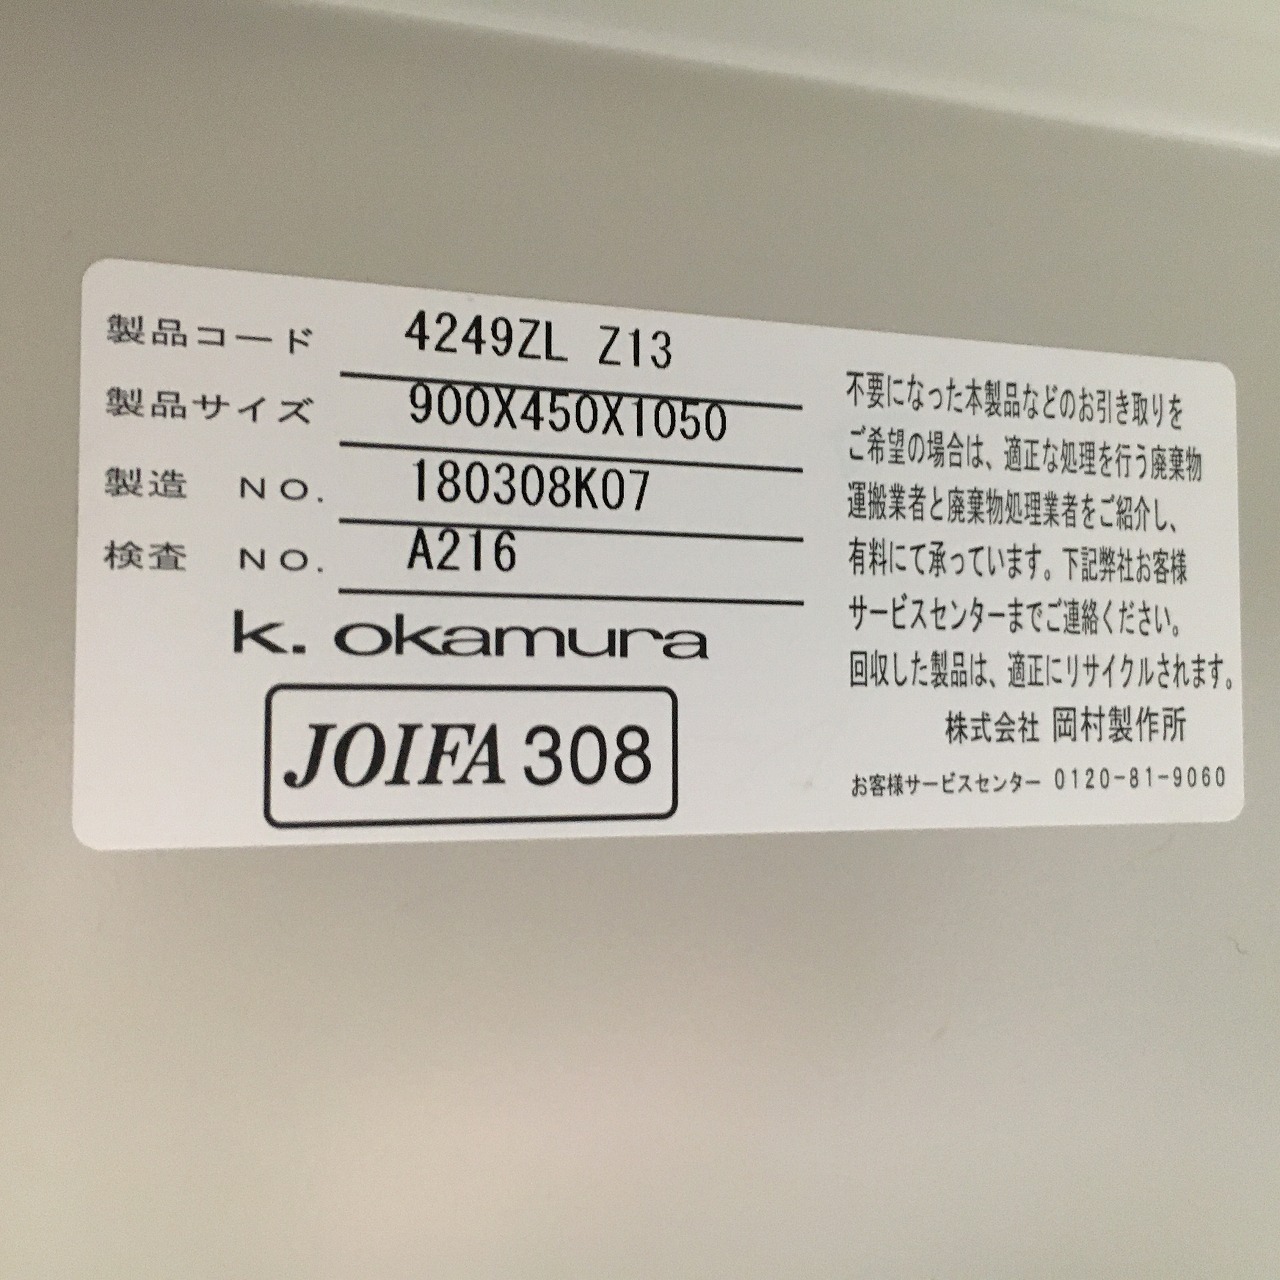 製品コード 4249ZL Z13
製品サイズ 900X450X1050
製造 NO. 180308K07
検査 NO. A216
k. okamura
JOIFA 308
不要になった本製品などのお引き取りを
ご希望の場合は、適正な処理を行う廃棄物
運搬業者と廃棄物処理業者をご紹介し、
有料にて承っています。下記弊社お客様
サービスセンターまでご連絡ください。
回収した製品は、適正にリサイクルされます。
株式会社 岡村製作所
お客様サービスセンター 0120-81-9060